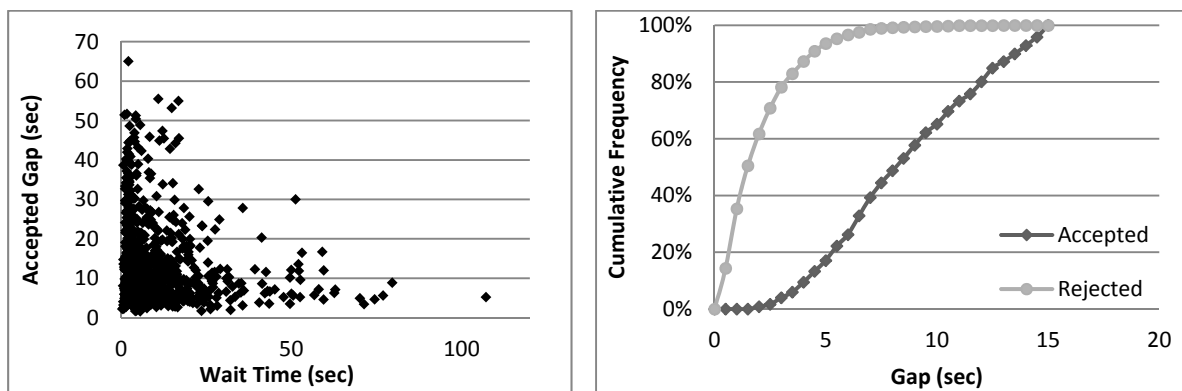 70
60
50
40
30
20
10
0
Accepted Gap (sec)
0 50 100
Wait Time (sec)
100%
80%
60%
40%
20%
0%
Cumulative Frequency
Accepted
Rejected
0 5 10 15 20
Gap (sec)